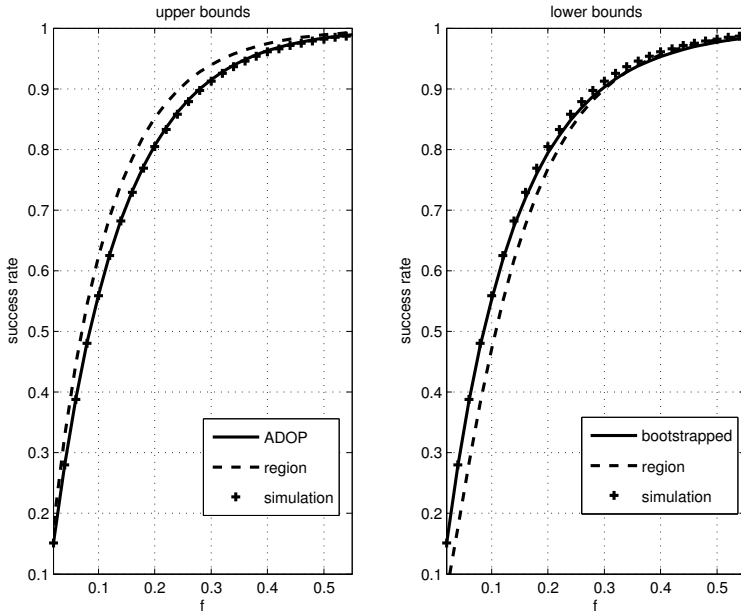 upper bounds
1
0.9
0.8
0.7
0.6
0.5
0.4
0.3
0.2
0.1
success rate
ADOP
region
simulation
0.1 0.2 0.3 0.4 0.5
f
lower bounds
1
0.9
0.8
0.7
0.6
0.5
0.4
0.3
0.2
0.1
success rate
bootstrapped
region
simulation
0.1 0.2 0.3 0.4 0.5
f